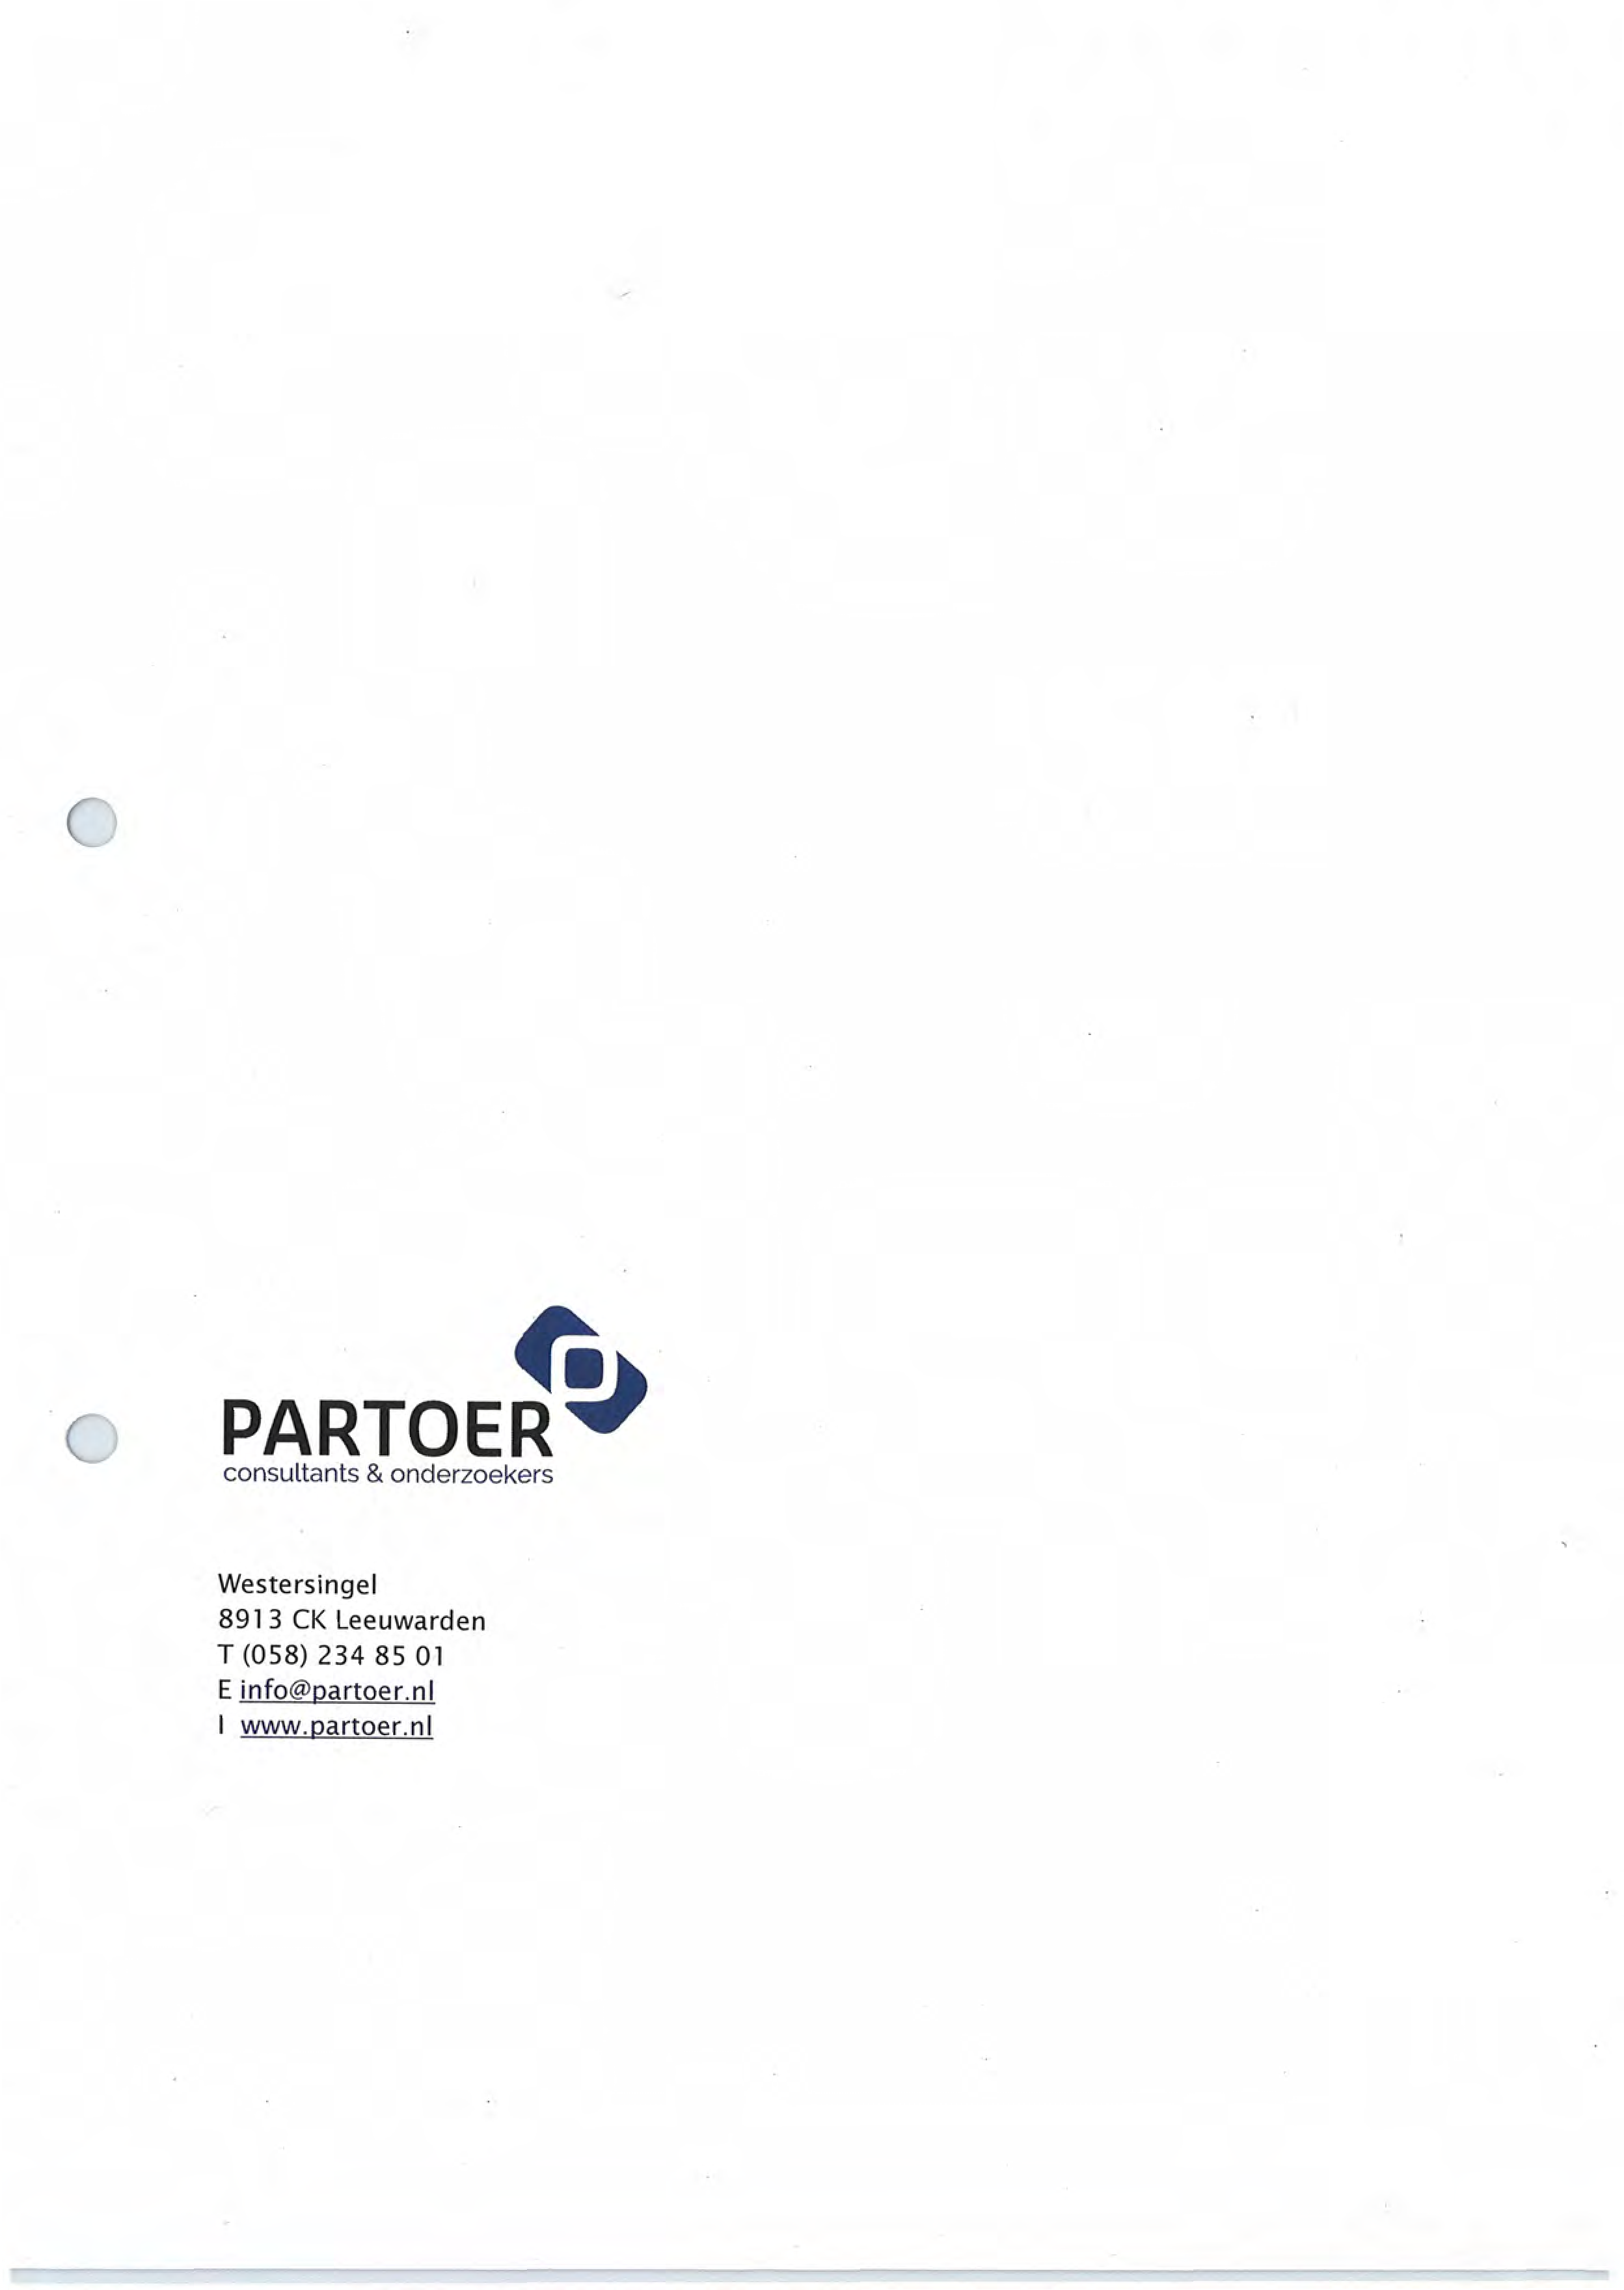 PARTOER
consultants & onderzoekers
Westersingel
8913 CK Leeuwarden
T (058) 234 85 01
E info@partoer.nl
I www.partoer.nl